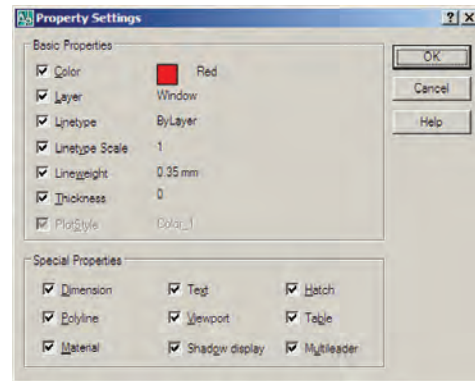 Property Settings
Basic Properties
Color Red
Layer Window
Linetype ByLayer
Linetype Scale 1
Lineweight 0.35 mm
Thickness 0
PlotStyle Color_1
OK
Cancel
Help
Special Properties
Dimension Text Hatch
Polyline Viewport Table
Material Shadow display Multileader